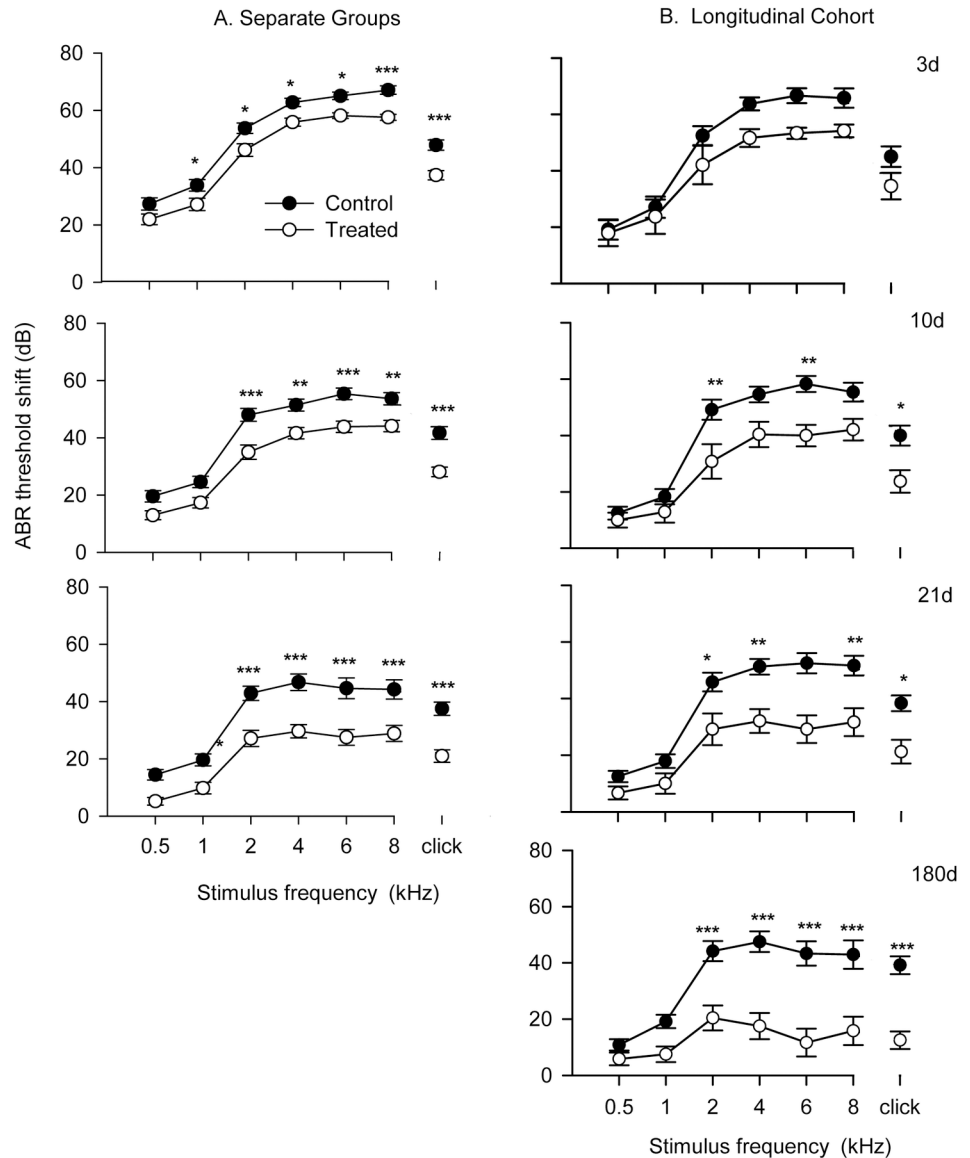 A. Separate Groups
B. Longitudinal Cohort
3d
80
60
40
20
0
* * * * ***
***
Control
Treated
ABR threshold shift (dB)
10d
80
60
40
20
0
*** ** *** **
***
** **
*
21d
80
60
40
20
0
* *** *** *** ***
***
* ** **
*
0.5 1 2 4 6 8 click
Stimulus frequency (kHz)
180d
80
60
40
20
0
*** *** *** ***
***
0.5 1 2 4 6 8 click
Stimulus frequency (kHz)